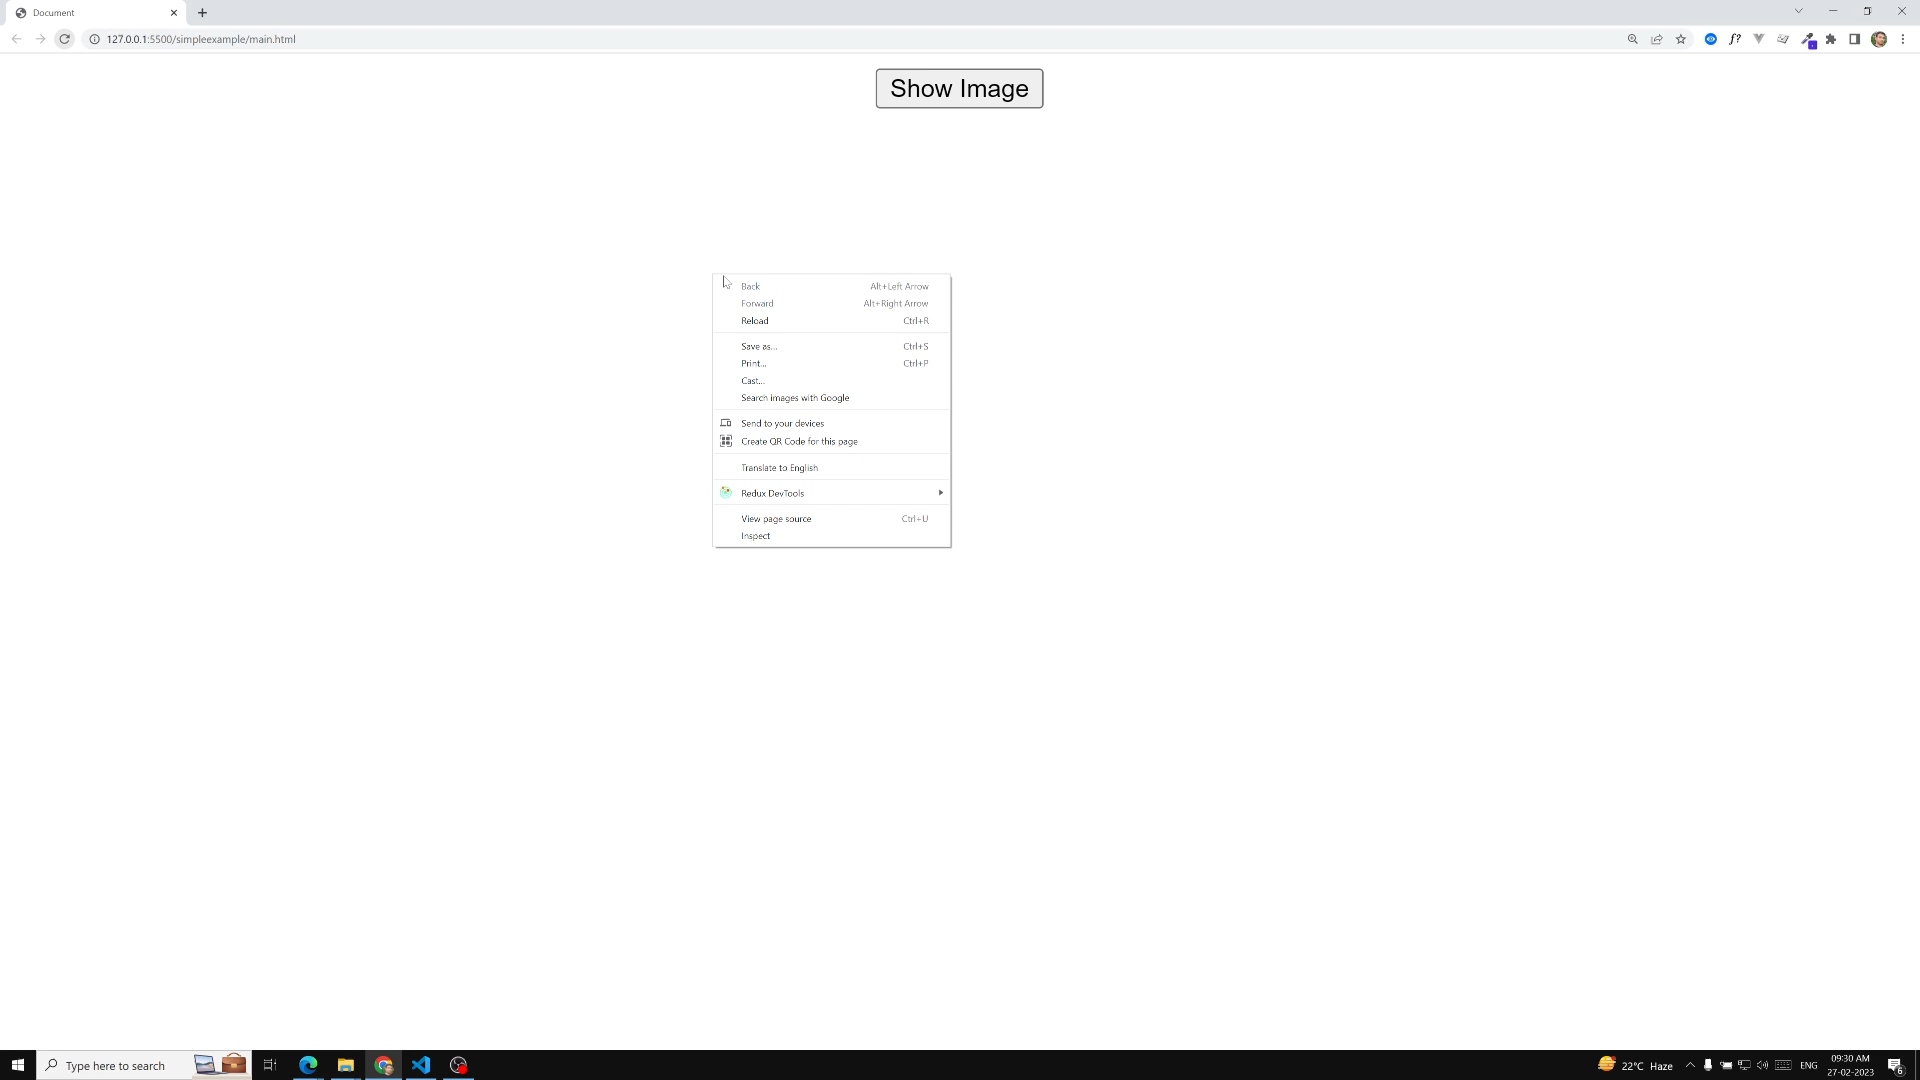 Document
127.0.0.1:5500/simpleexample/main.html
f?
Show Image
Back Alt+Left Arrow
Forward Alt+Right Arrow
Reload Ctrl+R
Save as... Ctrl+S
Print... Ctrl+P
Cast...
Search images with Google
Send to your devices
Create QR Code for this page
Translate to English
Redux DevTools
View page source Ctrl+U
Inspect
Type here to search
22°C Haze
ENG
09:30 AM
27-02-2023
6